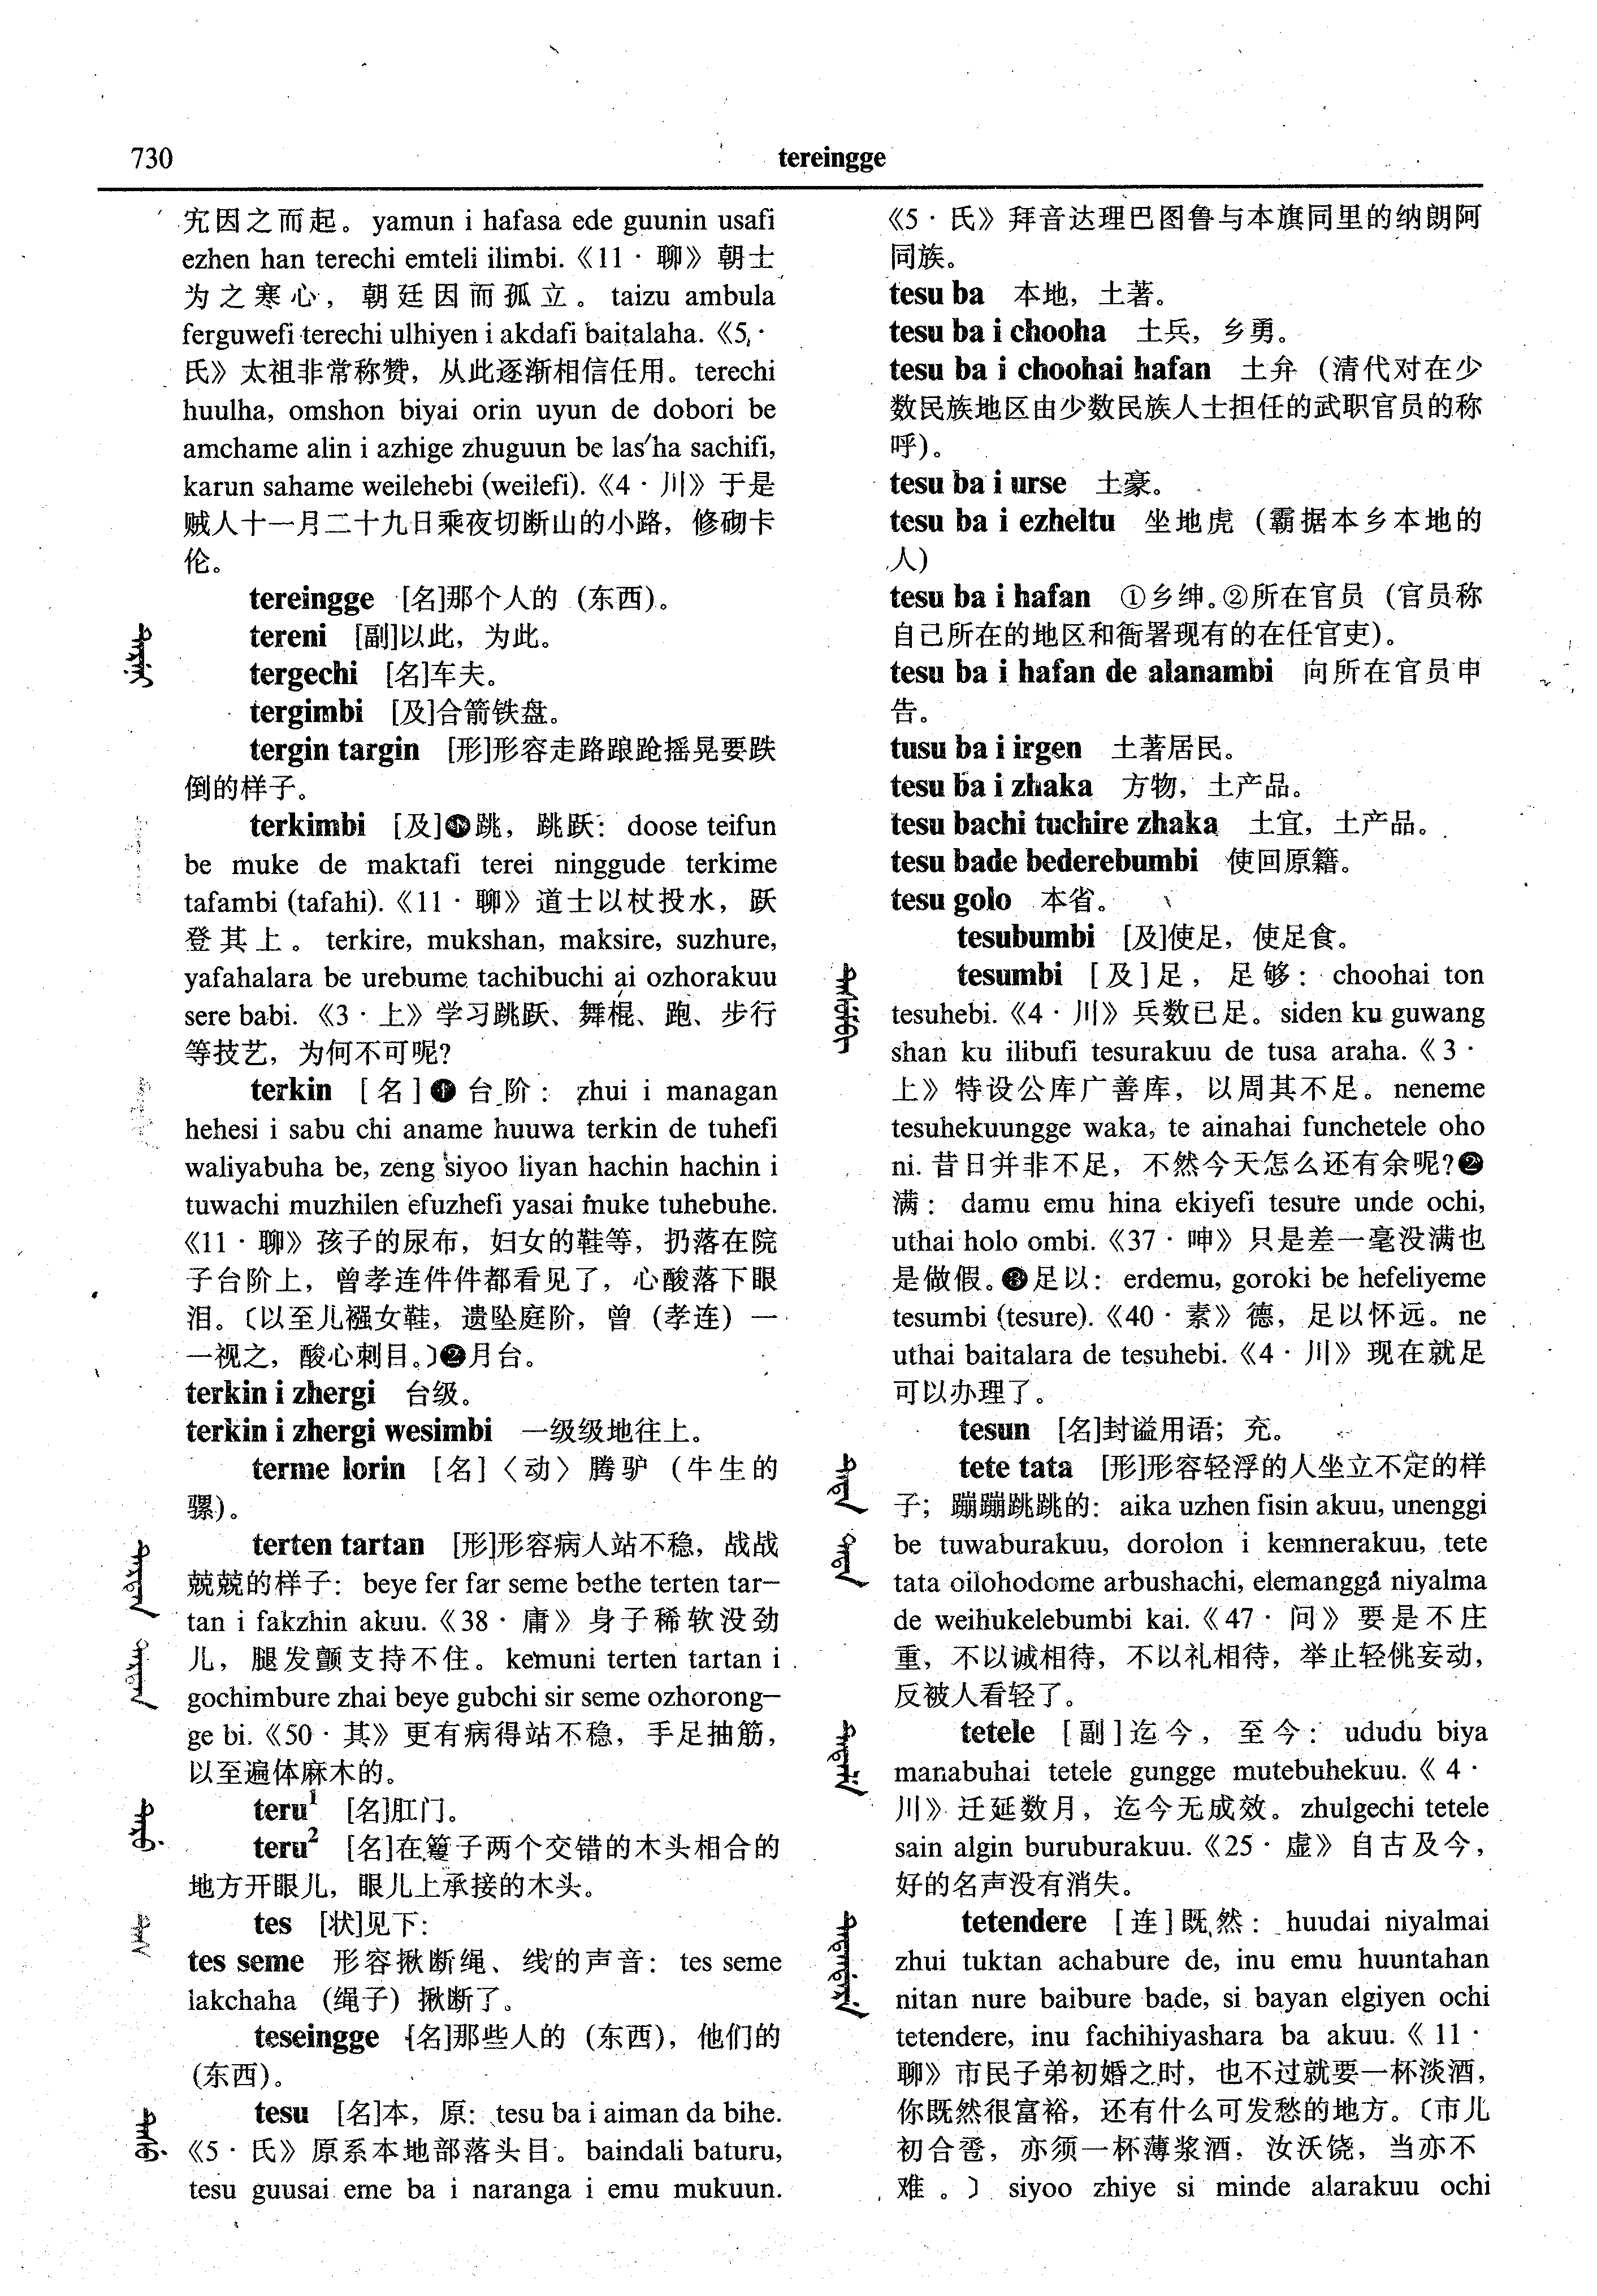 730
tereingge
宄因之而起。yamun i hafasa ede guunin usafi
ezhen han terechi emteli ilimbi.《11·聊》朝士
为之寒心，朝廷因而孤立。taizu ambula
ferguwefi terechi ulhiyen i akdafi baitalaha.《5·
氏》太祖非常称赞，从此逐渐相信任用。terechi
huulha, omshon biyai orin uyun de dobori be
amchame alin i azhige zhuguun be las'ha sachifi,
karun sahame weilehebi (weilefi).《4·川》于是
贼人十一月二十九日乘夜切断山的小路，修砌卡
伦。
tereingge [名]那个人的（东西）。
tereni [副]以此，为此。
tergechi [名]车夫。
tergimbi [及]合箭铁盘。
tergin targin [形]形容走路踉跄摇晃要跌
倒的样子。
terkimbi [及]❶跳，跳跃：doose teifun
be muke de maktafi terei ninggude terkime
tafambi (tafahi).《11·聊》道士以杖投水，跃
登其上。terkire, mukshan, maksire, suzhure,
yafahalara be urebume tachibuchi ai ozhorakuu
sere babi.《3·上》学习跳跃、舞棍、跑、步行
等技艺，为何不可呢？
terkin [名]❶台阶：zhui i managan
hehesi i sabu chi aname huuwa terkin de tuhefi
waliyabuha be, zeng siyoo liyan hachin hachin i
tuwachi muzhilen efuzhefi yasai muke tuhebuhe.
《11·聊》孩子的尿布，妇女的鞋等，扔落在院
子台阶上，曾孝连件件都看见了，心酸落下眼
泪。〔以至儿襁女鞋，遗坠庭阶，曾（孝连）一
一视之，酸心刺目。〕❷月台。
terkin i zhergi 台级。
terkin i zhergi wesimbi 一级级地往上。
terme lorin [名]〈动〉腾驴（牛生的
骡）。
terten tartan [形]形容病人站不稳，战战
兢兢的样子：beye fer far seme bethe terten tar-
tan i fakzhin akuu.《38·庸》身子稀软没劲
儿，腿发颤支持不住。kemuni terten tartan i
gochimbure zhai beye gubchi sir seme ozhorong-
ge bi.《50·其》更有病得站不稳，手足抽筋，
以至遍体麻木的。
teru¹ [名]肛门。
teru² [名]在簨子两个交错的木头相合的
地方开眼儿，眼儿上承接的木头。
tes [状]见下：
tes seme 形容揪断绳、线的声音：tes seme
lakchaha （绳子）揪断了。
teseingge [名]那些人的（东西），他们的
（东西）。
tesu [名]本，原：tesu ba i aiman da bihe.
《5·氏》原系本地部落头目。baindali baturu,
tesu guusai eme ba i naranga i emu mukuun.
《5·氏》拜音达理巴图鲁与本旗同里的纳朗阿
同族。
tesu ba 本地，土著。
tesu ba i chooha 土兵，乡勇。
tesu ba i choohai hafan 土弁（清代对在少
数民族地区由少数民族人士担任的武职官员的称
呼）。
tesu ba i urse 土豪。
tesu ba i ezheltu 坐地虎（霸据本乡本地的
人）
tesu ba i hafan ①乡绅。②所在官员（官员称
自己所在的地区和衙署现有的在任官吏）。
tesu ba i hafan de alanambi 向所在官员申
告。
tusu ba i irgen 土著居民。
tesu ba i zhaka 方物，土产品。
tesu bachi tuchire zhaka 土宜，土产品。
tesu bade bederebumbi 使回原籍。
tesu golo 本省。
tesubumbi [及]使足，使足食。
tesumbi [及]足，足够：choohai ton
tesuhebi.《4·川》兵数已足。siden ku guwang
shan ku ilibufi tesurakuu de tusa araha.《3·
上》特设公库广善库，以周其不足。neneme
tesuhekuungge waka, te ainahai funchetele oho
ni. 昔日并非不足，不然今天怎么还有余呢？❷
满：damu emu hina ekiyefi tesure unde ochi,
uthai holo ombi.《37·呻》只是差一毫没满也
是做假。❸足以：erdemu, goroki be hefeliyeme
tesumbi (tesure).《40·素》德，足以怀远。ne
uthai baitalara de tesuhebi.《4·川》现在就足
可以办理了。
tesun [名]封谥用语；充。
tete tata [形]形容轻浮的人坐立不定的样
子；蹦蹦跳跳的：aika uzhen fisin akuu, unenggi
be tuwaburakuu, dorolon i kemnerakuu, tete
tata oilohodome arbushachi, elemangga niyalma
de weihukelebumbi kai.《47·问》要是不庄
重，不以诚相待，不以礼相待，举止轻佻妄动，
反被人看轻了。
tetele [副]迄今，至今：ududu biya
manabuhai tetele gungge mutebuhekuu.《4·
川》迁延数月，迄今无成效。zhulgechi tetele
sain algin buruburakuu.《25·虚》自古及今，
好的名声没有消失。
tetendere [连]既然：huudai niyalmai
zhui tuktan achabure de, inu emu huuntahan
nitan nure baibure bade, si bayan elgiyen ochi
tetendere, inu fachihiyashara ba akuu.《11·
聊》市民子弟初婚之时，也不过就要一杯淡酒，
你既然很富裕，还有什么可发愁的地方。〔市儿
初合卺，亦须一杯薄浆酒，汝沃饶，当亦不
难。〕siyoo zhiye si minde alarakuu ochi